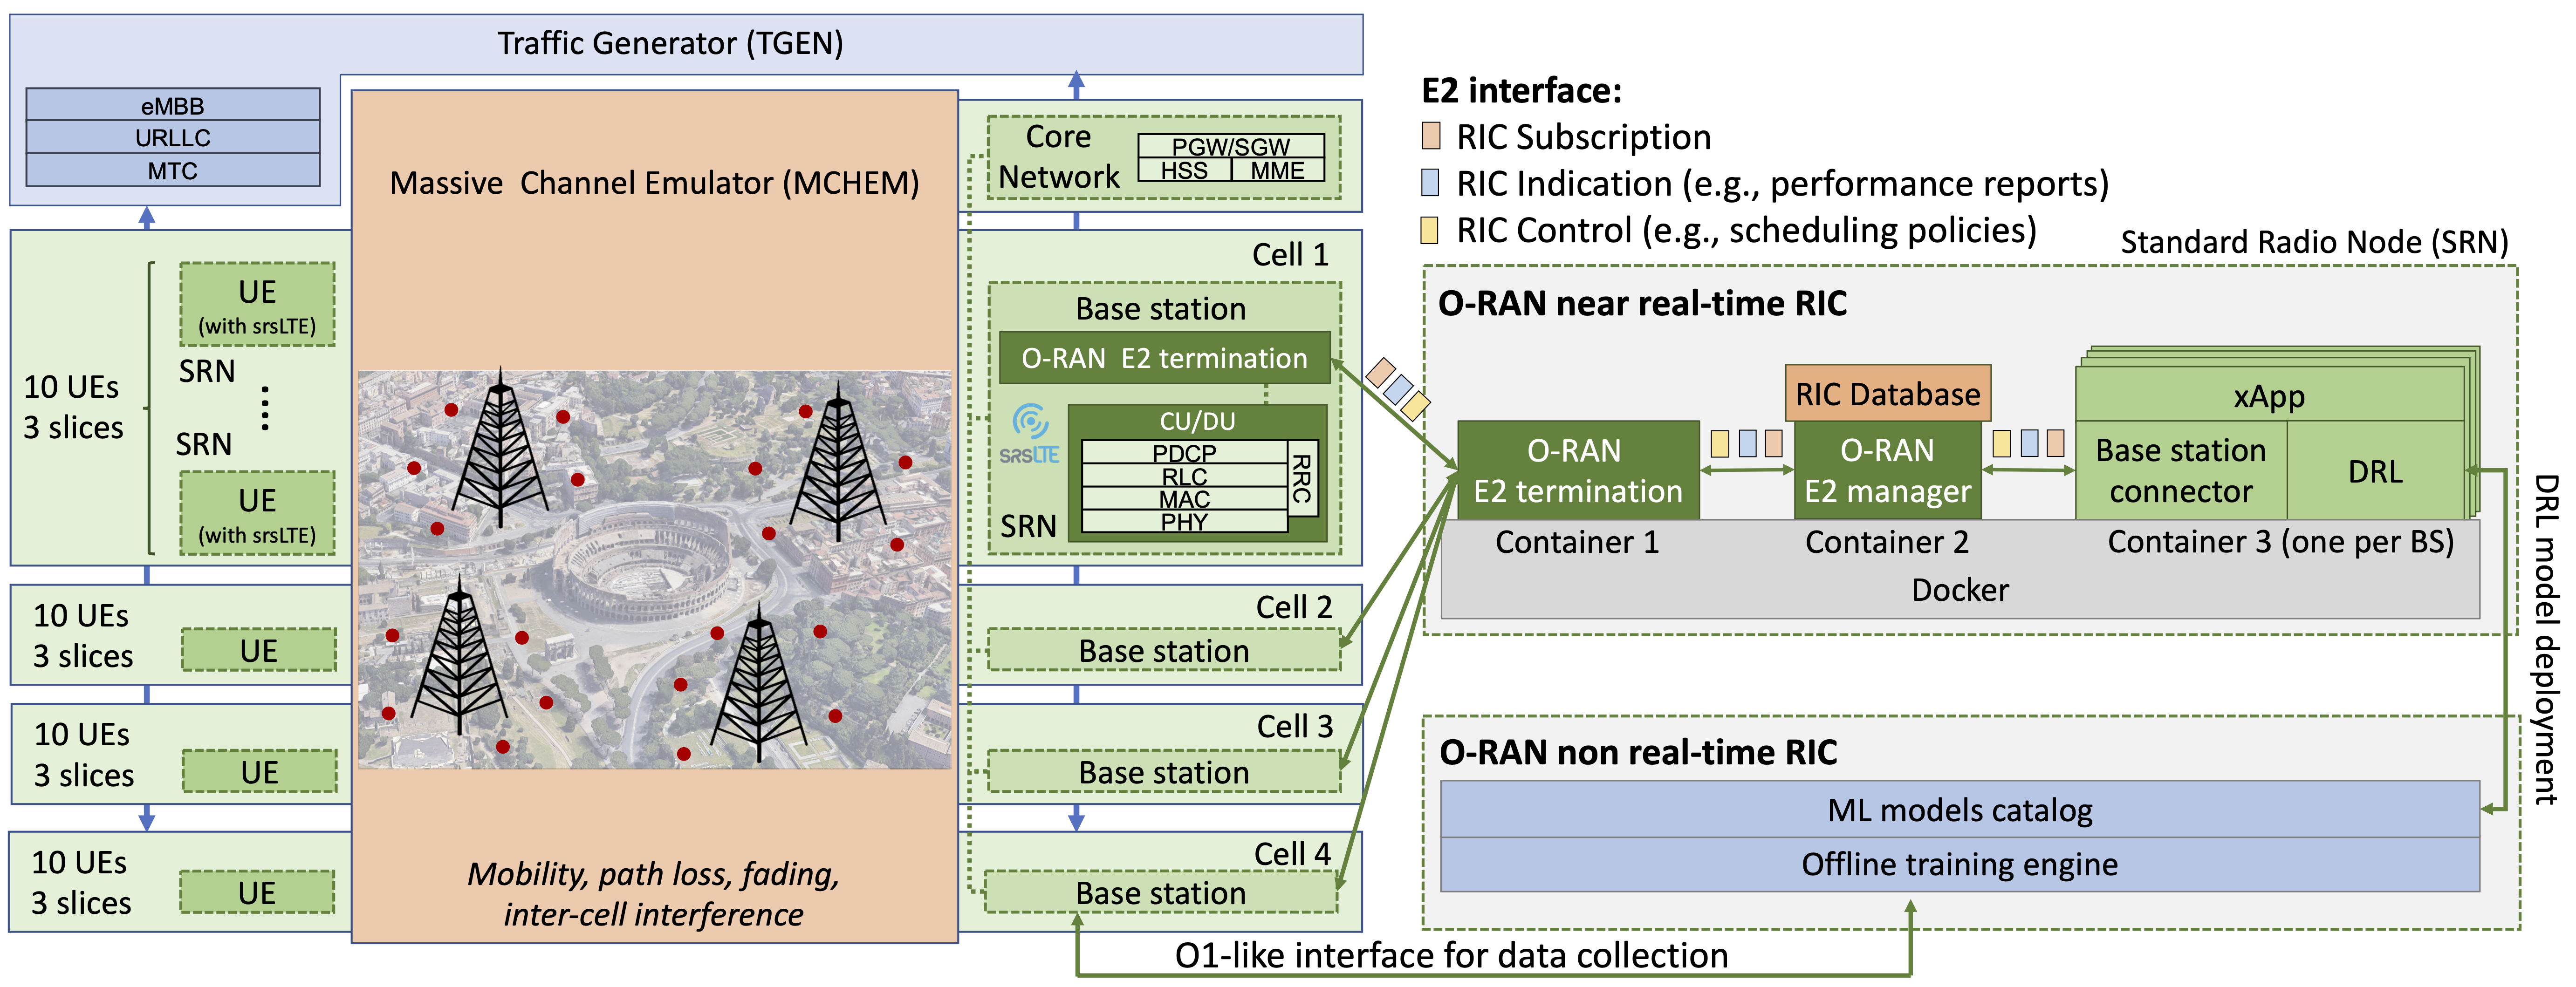 Traffic Generator (TGEN)
eMBB
URLLC
MTC
10 UEs
3 slices
UE
(with srsLTE)
SRN
SRN
UE
(with srsLTE)
10 UEs
3 slices
UE
10 UEs
3 slices
UE
10 UEs
3 slices
UE
Massive Channel Emulator (MCHEM)
Mobility, path loss, fading,
inter-cell interference
Core
Network
PGW/SGW
HSS
MME
Cell 1
Base station
O-RAN E2 termination
SRSLTE
SRN
CU/DU
PDCP
RLC
MAC
PHY
RRC
Cell 2
Base station
Cell 3
Base station
Cell 4
Base station
E2 interface:
RIC Subscription
RIC Indication (e.g., performance reports)
RIC Control (e.g., scheduling policies)
Standard Radio Node (SRN)
O-RAN near real-time RIC
O-RAN
E2 termination
RIC Database
O-RAN
E2 manager
xApp
Base station
connector
DRL
Container 1
Container 2
Container 3 (one per BS)
Docker
DRL model deployment
O-RAN non real-time RIC
ML models catalog
Offline training engine
O1-like interface for data collection